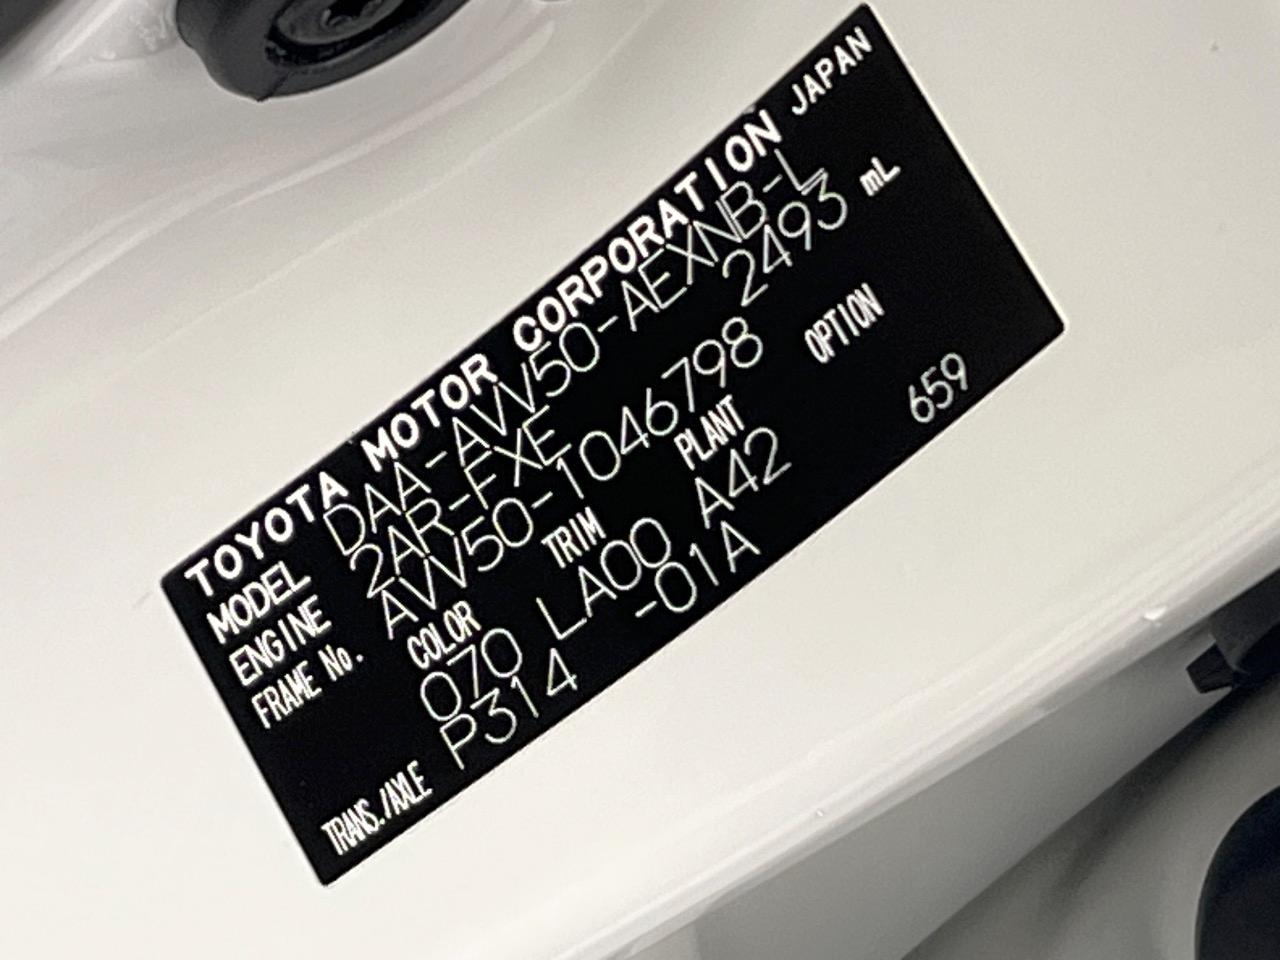 TOYOTA MOTOR CORPORATION JAPAN
MODEL DAA-AVV50-AEXNB-L
ENGINE 2AR-FXE 2493 mL
FRAME No. AVV50-1046798
COLOR TRIM PLANT OPTION
070 LA00 A42 659
TRANS./AXLE P314 -01A